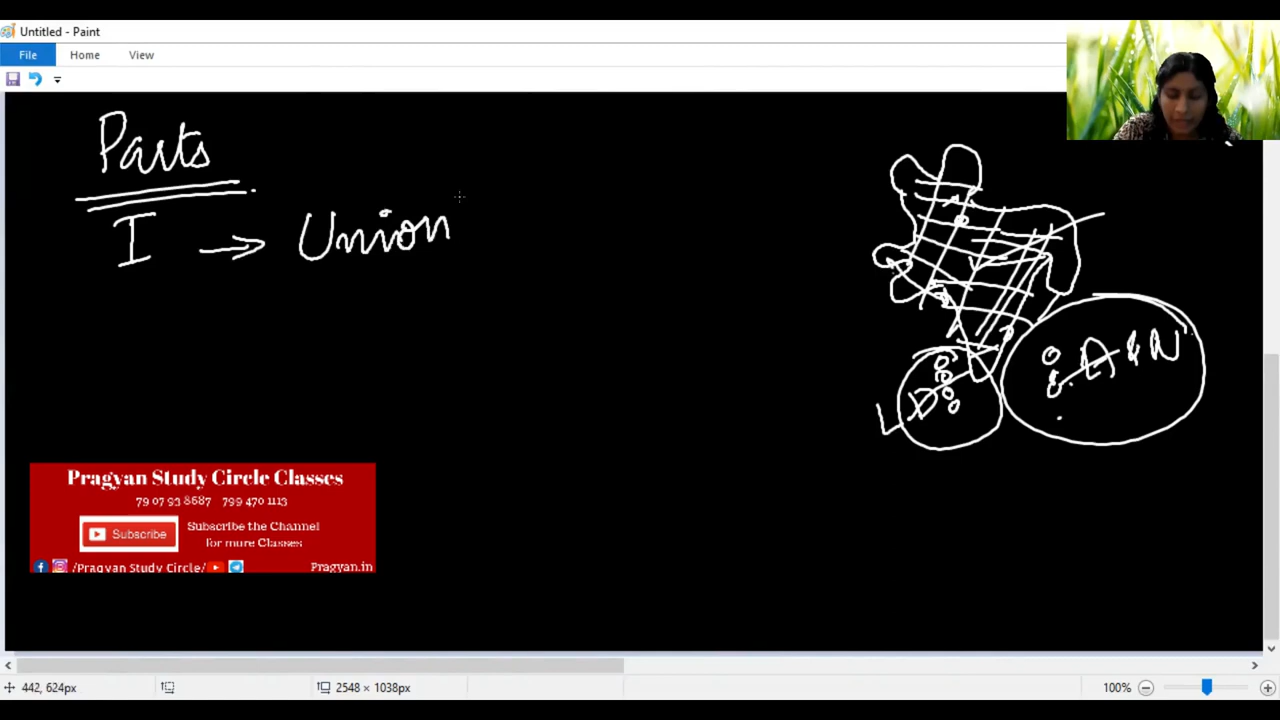 Untitled - Paint
File Home View
Parts
I → Union
LD
A & N
Pragyan Study Circle Classes
79 07 93 8687 799 470 1113
Subscribe
Subscribe the Channel
for more Classes
/Pragyan Study Circle/
Pragyan.in
442, 624px
2548 × 1038px
100%